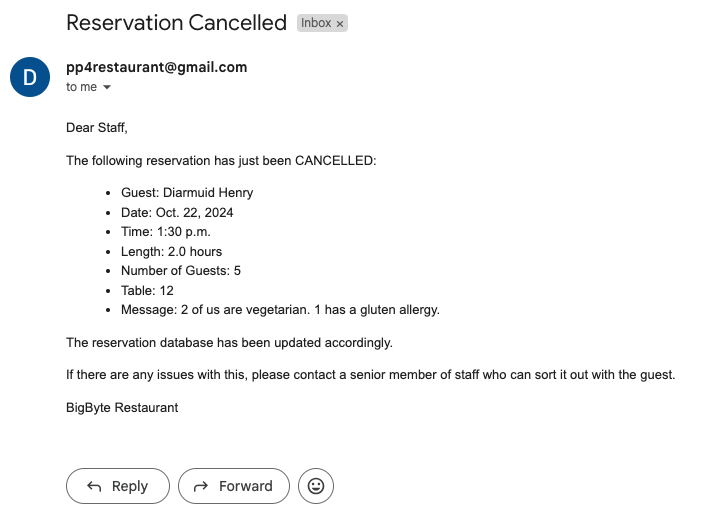 Reservation Cancelled Inbox ×
D
pp4restaurant@gmail.com
to me
Dear Staff,
The following reservation has just been CANCELLED:
• Guest: Diarmuid Henry
• Date: Oct. 22, 2024
• Time: 1:30 p.m.
• Length: 2.0 hours
• Number of Guests: 5
• Table: 12
• Message: 2 of us are vegetarian. 1 has a gluten allergy.
The reservation database has been updated accordingly.
If there are any issues with this, please contact a senior member of staff who can sort it out with the guest.
BigByte Restaurant
Reply Forward